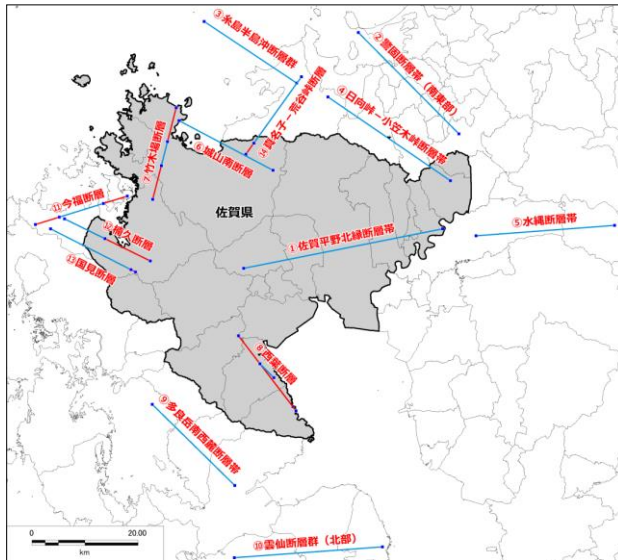 ③糸島半島沖断層群
②警固断層帯（南東部）
④日向峠－小笠木峠断層帯
⑭真名子－荒谷峠断層
⑥城山南断層
⑦竹木場断層
佐賀県
⑪今福断層
⑫楠久断層
⑬国見断層
①佐賀平野北縁断層帯
⑤水縄断層帯
⑧西葉断層
⑨多良岳南西麓断層帯
⑩雲仙断層群（北部）
0 20.00
km